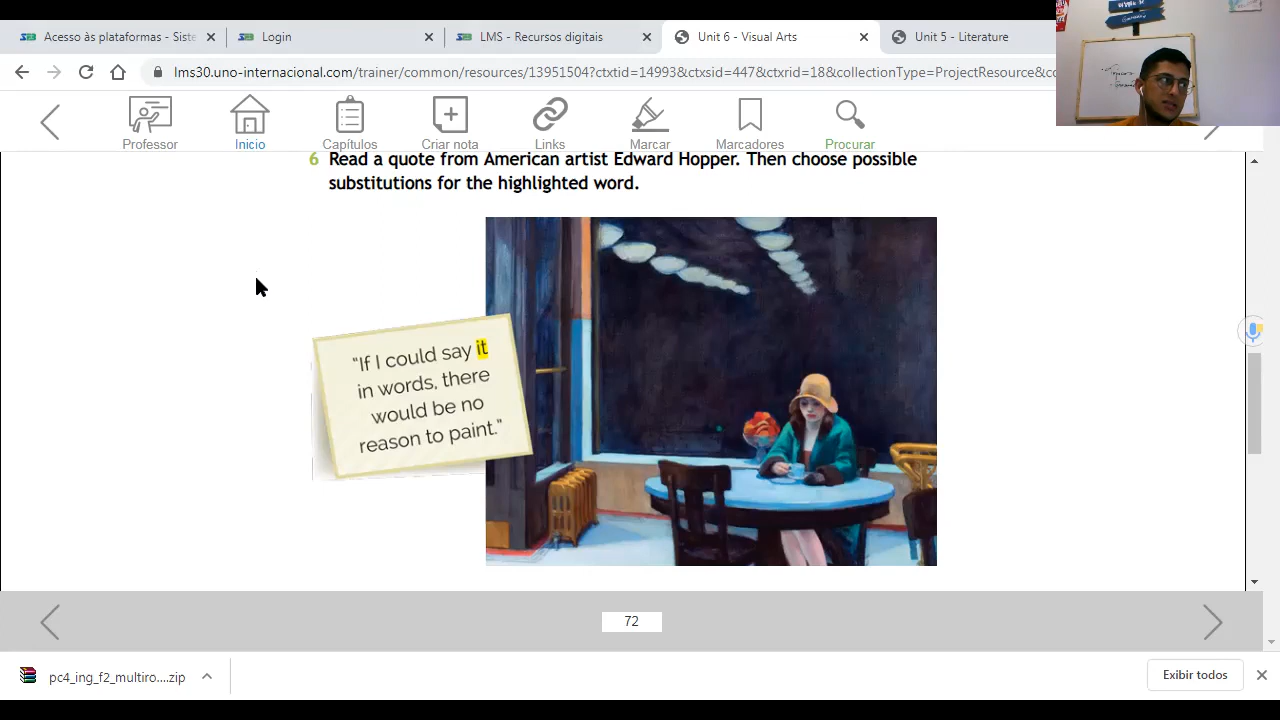 Acesso às plataformas - Siste
Login
LMS - Recursos digitais
Unit 6 - Visual Arts
Unit 5 - Literature
lms30.uno-internacional.com/trainer/common/resources/13951504?ctxtid=14993&ctxsid=447&ctxrid=18&collectionType=ProjectResource&cc
Professor
Inicio
Capítulos
Criar nota
Links
Marcar
Marcadores
Procurar
6 Read a quote from American artist Edward Hopper. Then choose possible
substitutions for the highlighted word.
"If I could say it
in words, there
would be no
reason to paint."
72
pc4_ing_f2_multiro....zip
Exibir todos